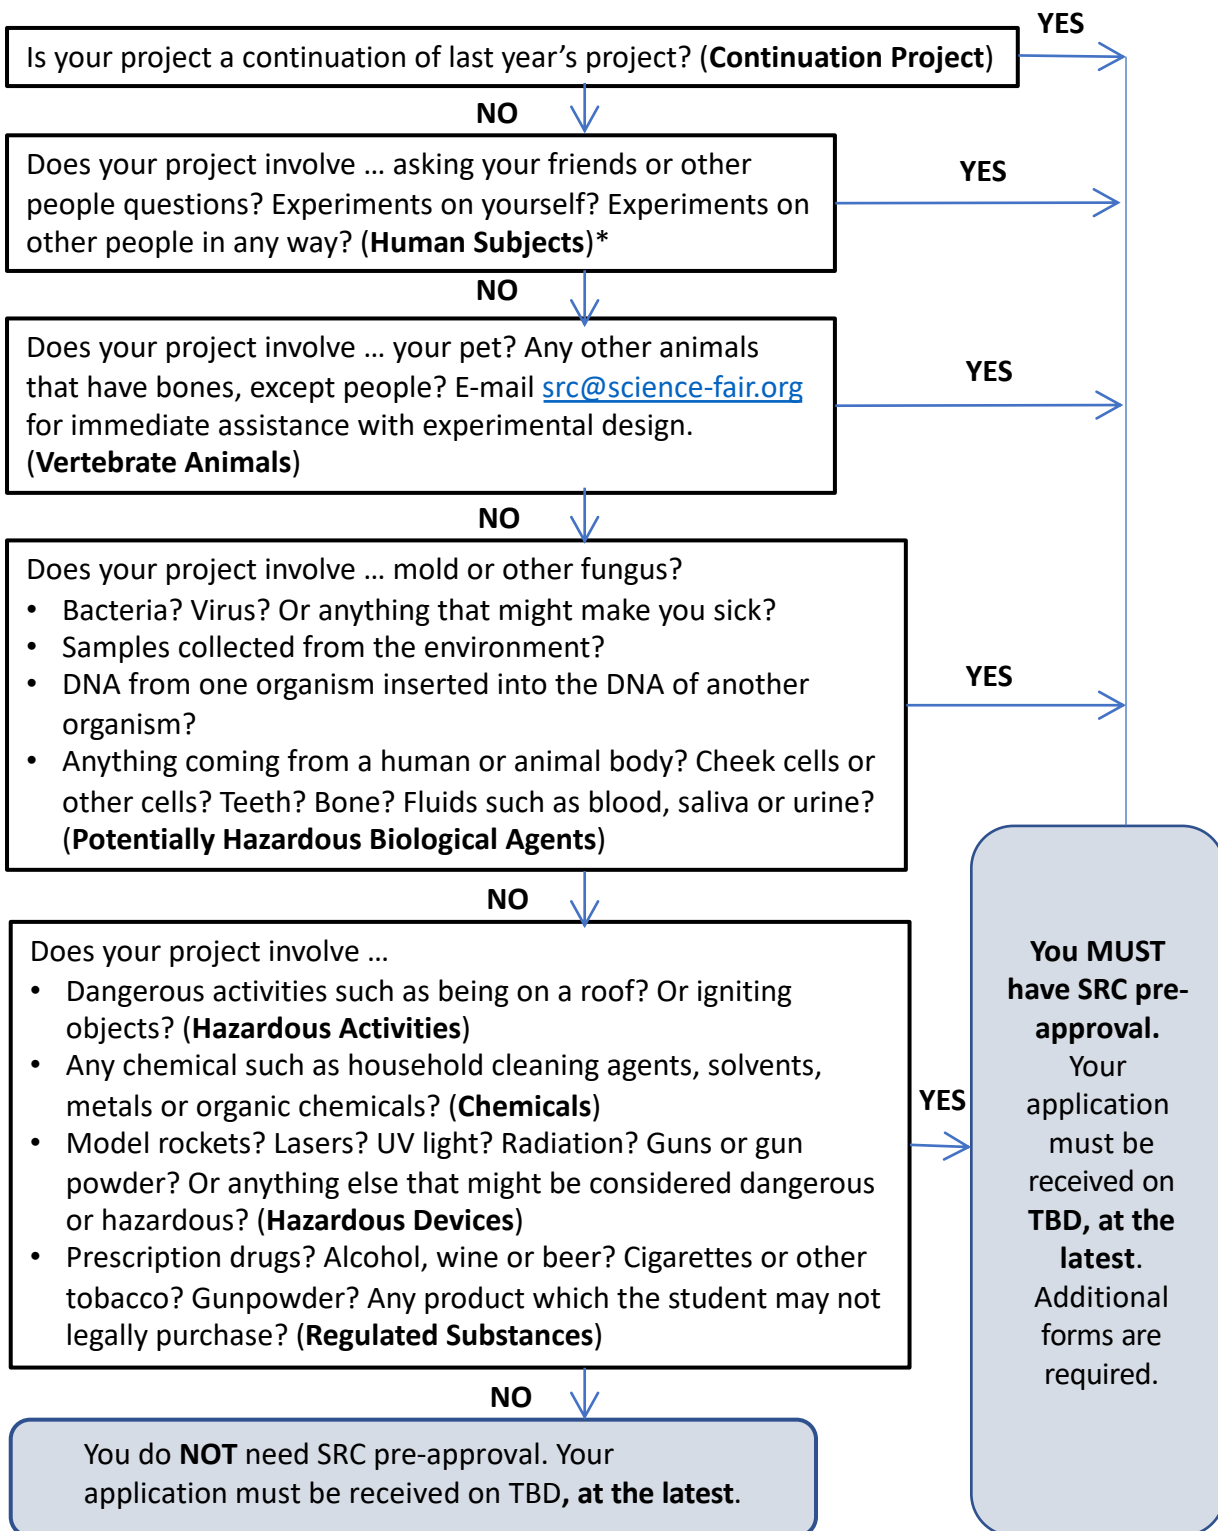 YES
Is your project a continuation of last year’s project? (Continuation Project)
NO
Does your project involve … asking your friends or other
people questions? Experiments on yourself? Experiments on
other people in any way? (Human Subjects)*
YES
NO
Does your project involve … your pet? Any other animals
that have bones, except people? E-mail src@science-fair.org
for immediate assistance with experimental design.
(Vertebrate Animals)
YES
NO
Does your project involve … mold or other fungus?
• Bacteria? Virus? Or anything that might make you sick?
• Samples collected from the environment?
• DNA from one organism inserted into the DNA of another
organism?
• Anything coming from a human or animal body? Cheek cells or
other cells? Teeth? Bone? Fluids such as blood, saliva or urine?
(Potentially Hazardous Biological Agents)
YES
NO
Does your project involve …
• Dangerous activities such as being on a roof? Or igniting
objects? (Hazardous Activities)
• Any chemical such as household cleaning agents, solvents,
metals or organic chemicals? (Chemicals)
• Model rockets? Lasers? UV light? Radiation? Guns or gun
powder? Or anything else that might be considered dangerous
or hazardous? (Hazardous Devices)
• Prescription drugs? Alcohol, wine or beer? Cigarettes or other
tobacco? Gunpowder? Any product which the student may not
legally purchase? (Regulated Substances)
YES
You MUST
have SRC pre-
approval.
Your
application
must be
received on
TBD, at the
latest.
Additional
forms are
required.
NO
You do NOT need SRC pre-approval. Your
application must be received on TBD, at the latest.